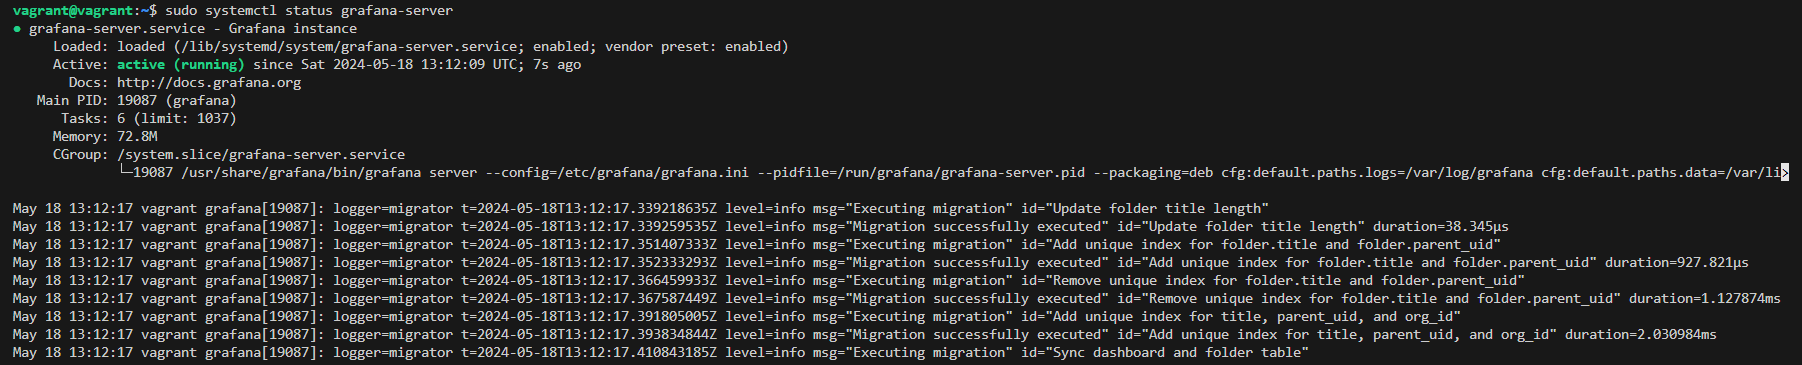 vagrant@vagrant:~$ sudo systemctl status grafana-server
● grafana-server.service - Grafana instance
     Loaded: loaded (/lib/systemd/system/grafana-server.service; enabled; vendor preset: enabled)
     Active: active (running) since Sat 2024-05-18 13:12:09 UTC; 7s ago
       Docs: http://docs.grafana.org
   Main PID: 19087 (grafana)
      Tasks: 6 (limit: 1037)
     Memory: 72.8M
     CGroup: /system.slice/grafana-server.service
             └─19087 /usr/share/grafana/bin/grafana server --config=/etc/grafana/grafana.ini --pidfile=/run/grafana/grafana-server.pid --packaging=deb cfg:default.paths.logs=/var/log/grafana cfg:default.paths.data=/var/li>
May 18 13:12:17 vagrant grafana[19087]: logger=migrator t=2024-05-18T13:12:17.339218635Z level=info msg="Executing migration" id="Update folder title length"
May 18 13:12:17 vagrant grafana[19087]: logger=migrator t=2024-05-18T13:12:17.339259535Z level=info msg="Migration successfully executed" id="Update folder title length" duration=38.345µs
May 18 13:12:17 vagrant grafana[19087]: logger=migrator t=2024-05-18T13:12:17.351407333Z level=info msg="Executing migration" id="Add unique index for folder.title and folder.parent_uid"
May 18 13:12:17 vagrant grafana[19087]: logger=migrator t=2024-05-18T13:12:17.352333293Z level=info msg="Migration successfully executed" id="Add unique index for folder.title and folder.parent_uid" duration=927.821µs
May 18 13:12:17 vagrant grafana[19087]: logger=migrator t=2024-05-18T13:12:17.366459933Z level=info msg="Executing migration" id="Remove unique index for folder.title and folder.parent_uid"
May 18 13:12:17 vagrant grafana[19087]: logger=migrator t=2024-05-18T13:12:17.367587449Z level=info msg="Migration successfully executed" id="Remove unique index for folder.title and folder.parent_uid" duration=1.127874ms
May 18 13:12:17 vagrant grafana[19087]: logger=migrator t=2024-05-18T13:12:17.391805005Z level=info msg="Executing migration" id="Add unique index for title, parent_uid, and org_id"
May 18 13:12:17 vagrant grafana[19087]: logger=migrator t=2024-05-18T13:12:17.393834844Z level=info msg="Migration successfully executed" id="Add unique index for title, parent_uid, and org_id" duration=2.030984ms
May 18 13:12:17 vagrant grafana[19087]: logger=migrator t=2024-05-18T13:12:17.410843185Z level=info msg="Executing migration" id="Sync dashboard and folder table"